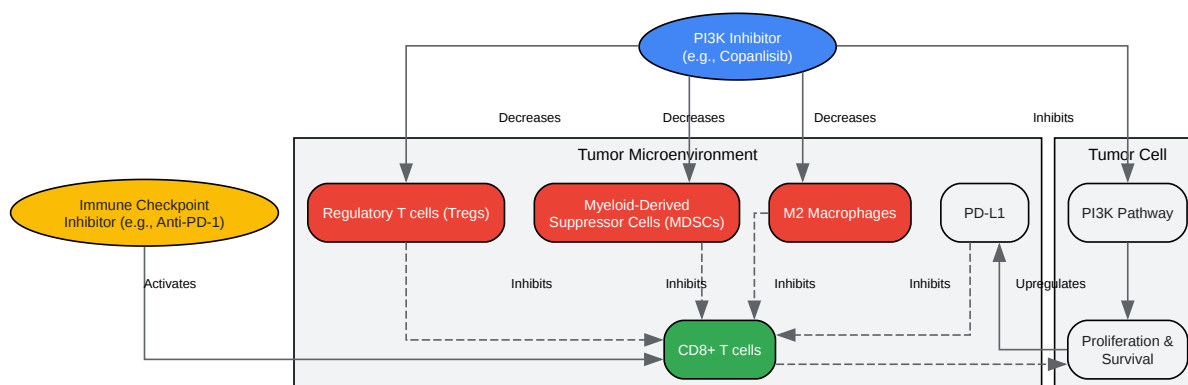 PI3K Inhibitor
(e.g., Copanlisib)
Decreases
Decreases
Decreases
Inhibits
Tumor Microenvironment
Tumor Cell
Immune Checkpoint
Inhibitor (e.g., Anti-PD-1)
Regulatory T cells (Tregs)
Myeloid-Derived
Suppressor Cells (MDSCs)
M2 Macrophages
PD-L1
PI3K Pathway
Activates
Inhibits
Inhibits
Inhibits
Inhibits
Upregulates
CD8+ T cells
Proliferation &
Survival